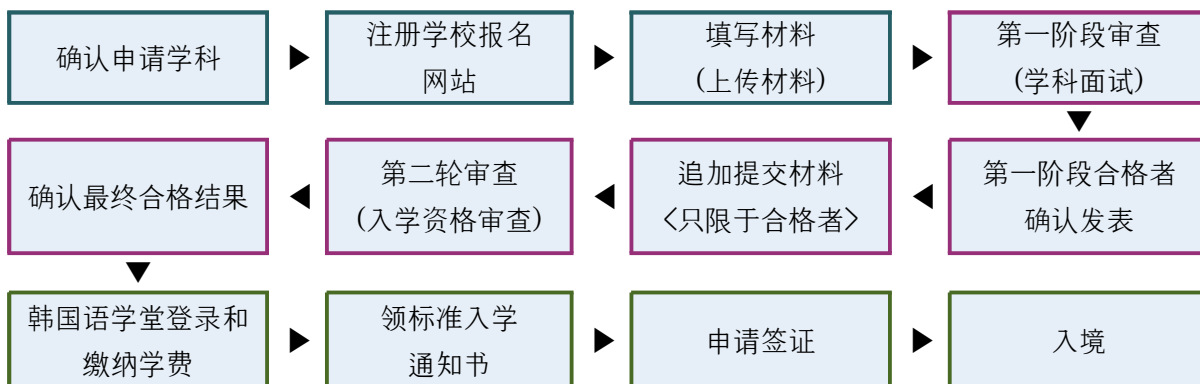 确认申请学科
注册学校报名
网站
填写材料
(上传材料)
第一阶段审查
(学科面试)
第一阶段合格者
确认发表
追加提交材料
<只限于合格者>
第二轮审查
(入学资格审查)
确认最终合格结果
韩国语学堂登录和
缴纳学费
领标准入学
通知书
申请签证
入境